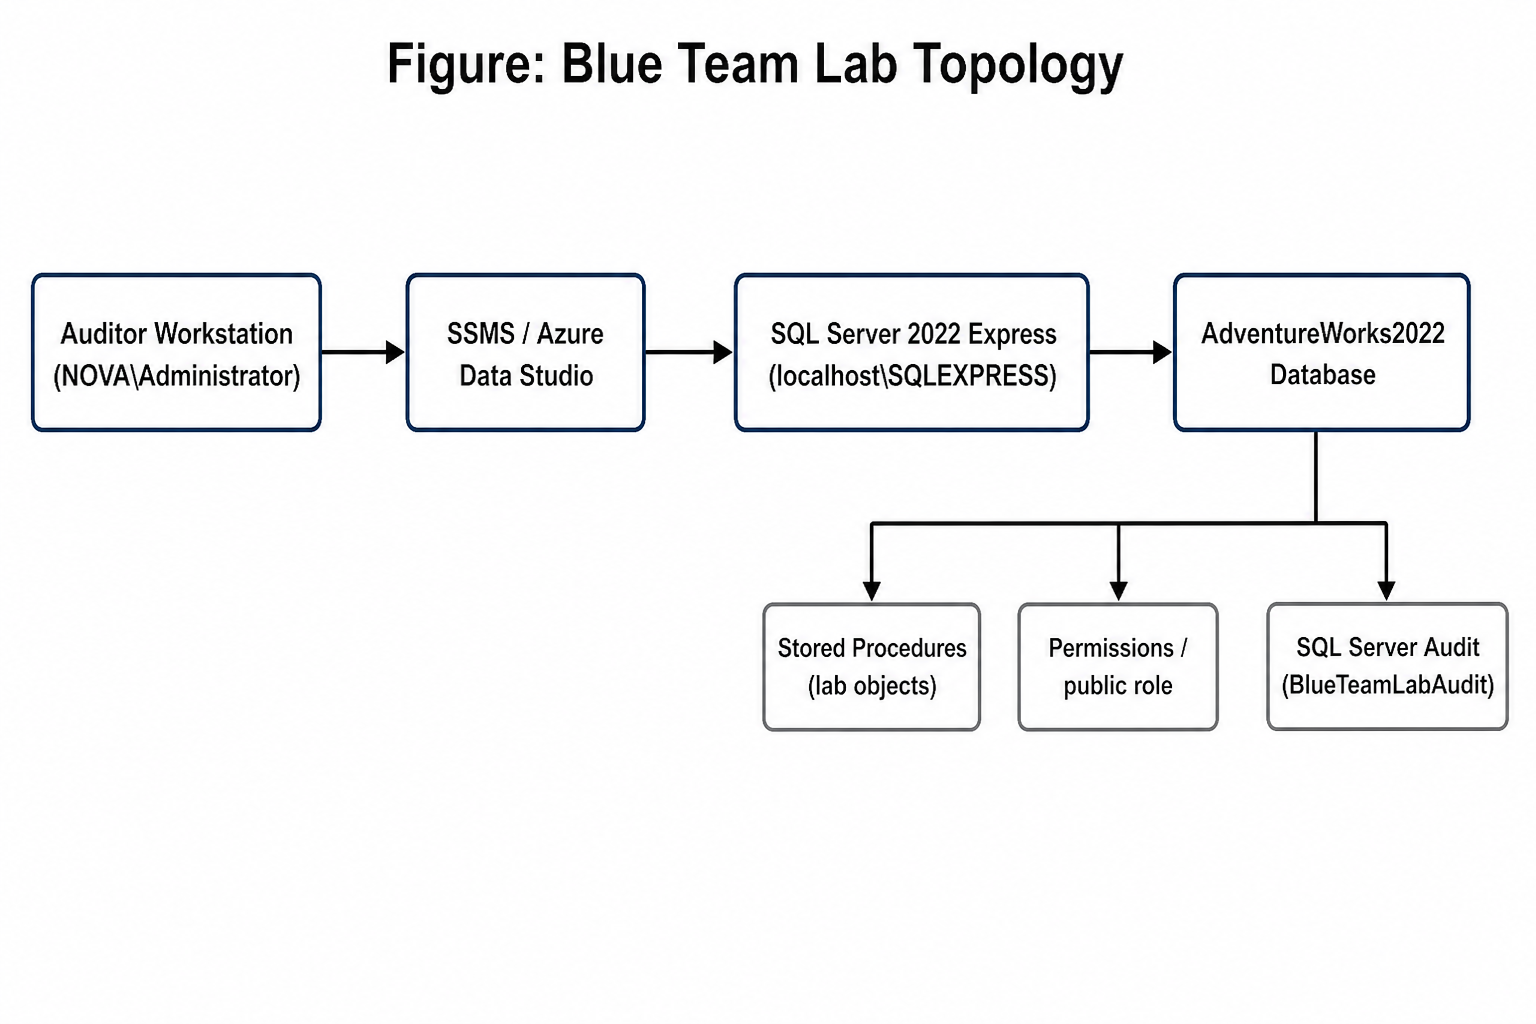 Figure: Blue Team Lab Topology
Auditor Workstation
(NOVA\Administrator)
SSMS / Azure
Data Studio
SQL Server 2022 Express
(localhost\SQLEXPRESS)
AdventureWorks2022
Database
Stored Procedures
(lab objects)
Permissions /
public role
SQL Server Audit
(BlueTeamLabAudit)